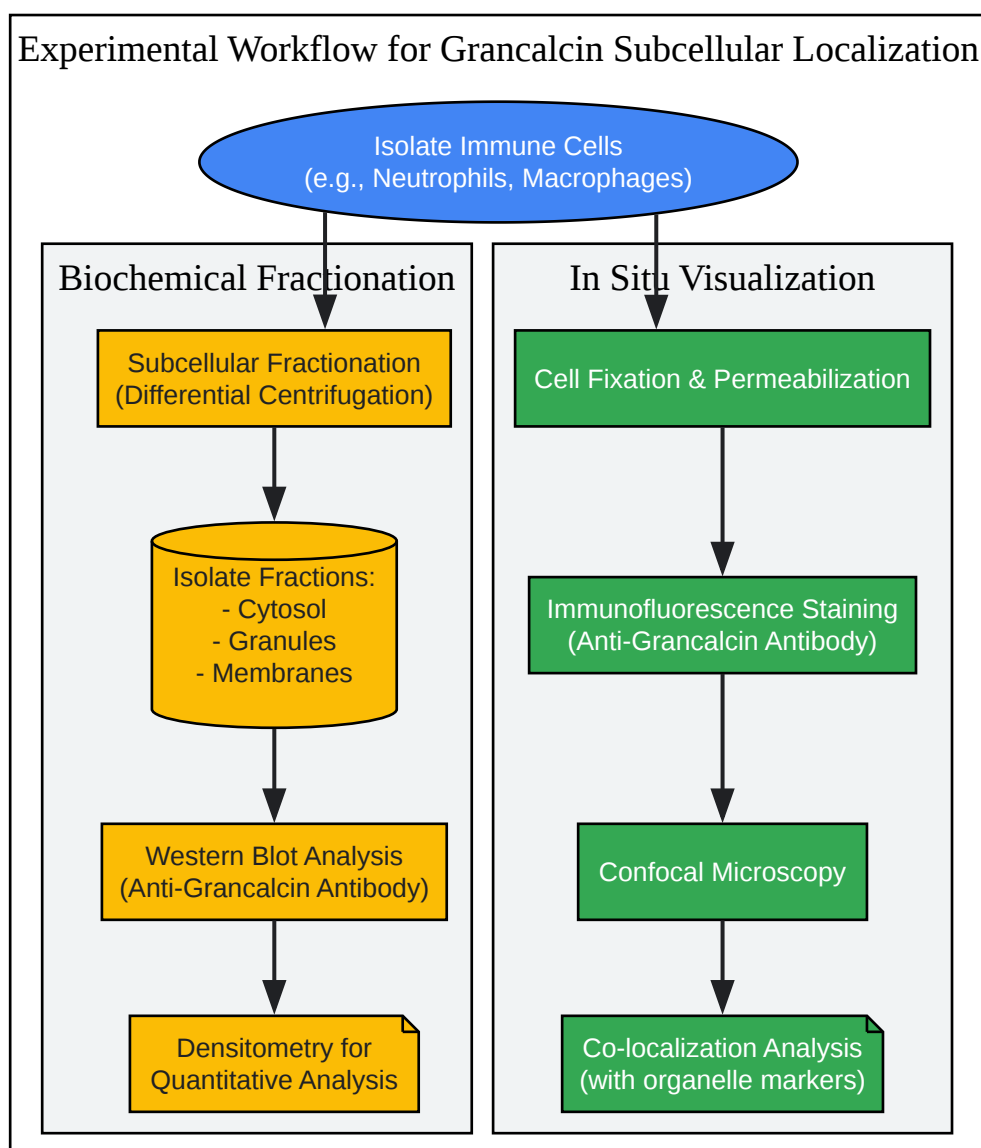 Experimental Workflow for Grancalcin Subcellular Localization
Isolate Immune Cells
(e.g., Neutrophils, Macrophages)
Biochemical Fractionation
Subcellular Fractionation
(Differential Centrifugation)
Isolate Fractions:
- Cytosol
- Granules
- Membranes
Western Blot Analysis
(Anti-Grancalcin Antibody)
Densitometry for
Quantitative Analysis
In Situ Visualization
Cell Fixation & Permeabilization
Immunofluorescence Staining
(Anti-Grancalcin Antibody)
Confocal Microscopy
Co-localization Analysis
(with organelle markers)